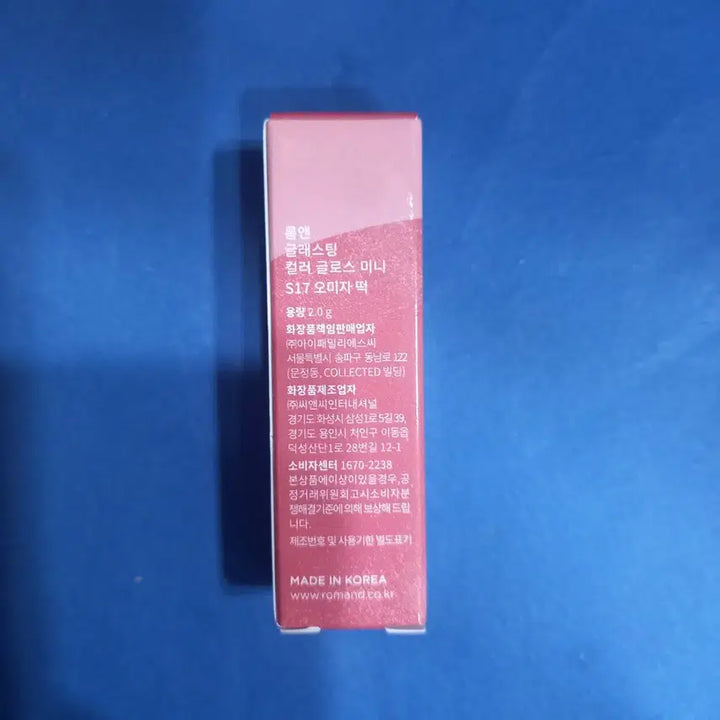 롬앤
글래스팅
컬러 글로스 미니
S17 오미자 떡
용량 2.0 g
화장품책임판매업자
㈜아이패밀리에스씨
서울특별시 송파구 동남로 122
(문정동, COLLECTED 빌딩)
화장품제조업자
㈜씨앤씨인터내셔널
경기도 화성시 삼성1로 5길 39,
경기도 용인시 처인구 이동읍
덕성산단1로 28번길 12-1
소비자센터 1670-2238
본상품에이상이있을경우,공
정거래위원회고시소비자분
쟁해결기준에의해보상해드립
니다.
제조번호 및 사용기한 별도표기
MADE IN KOREA
www.romand.co.kr